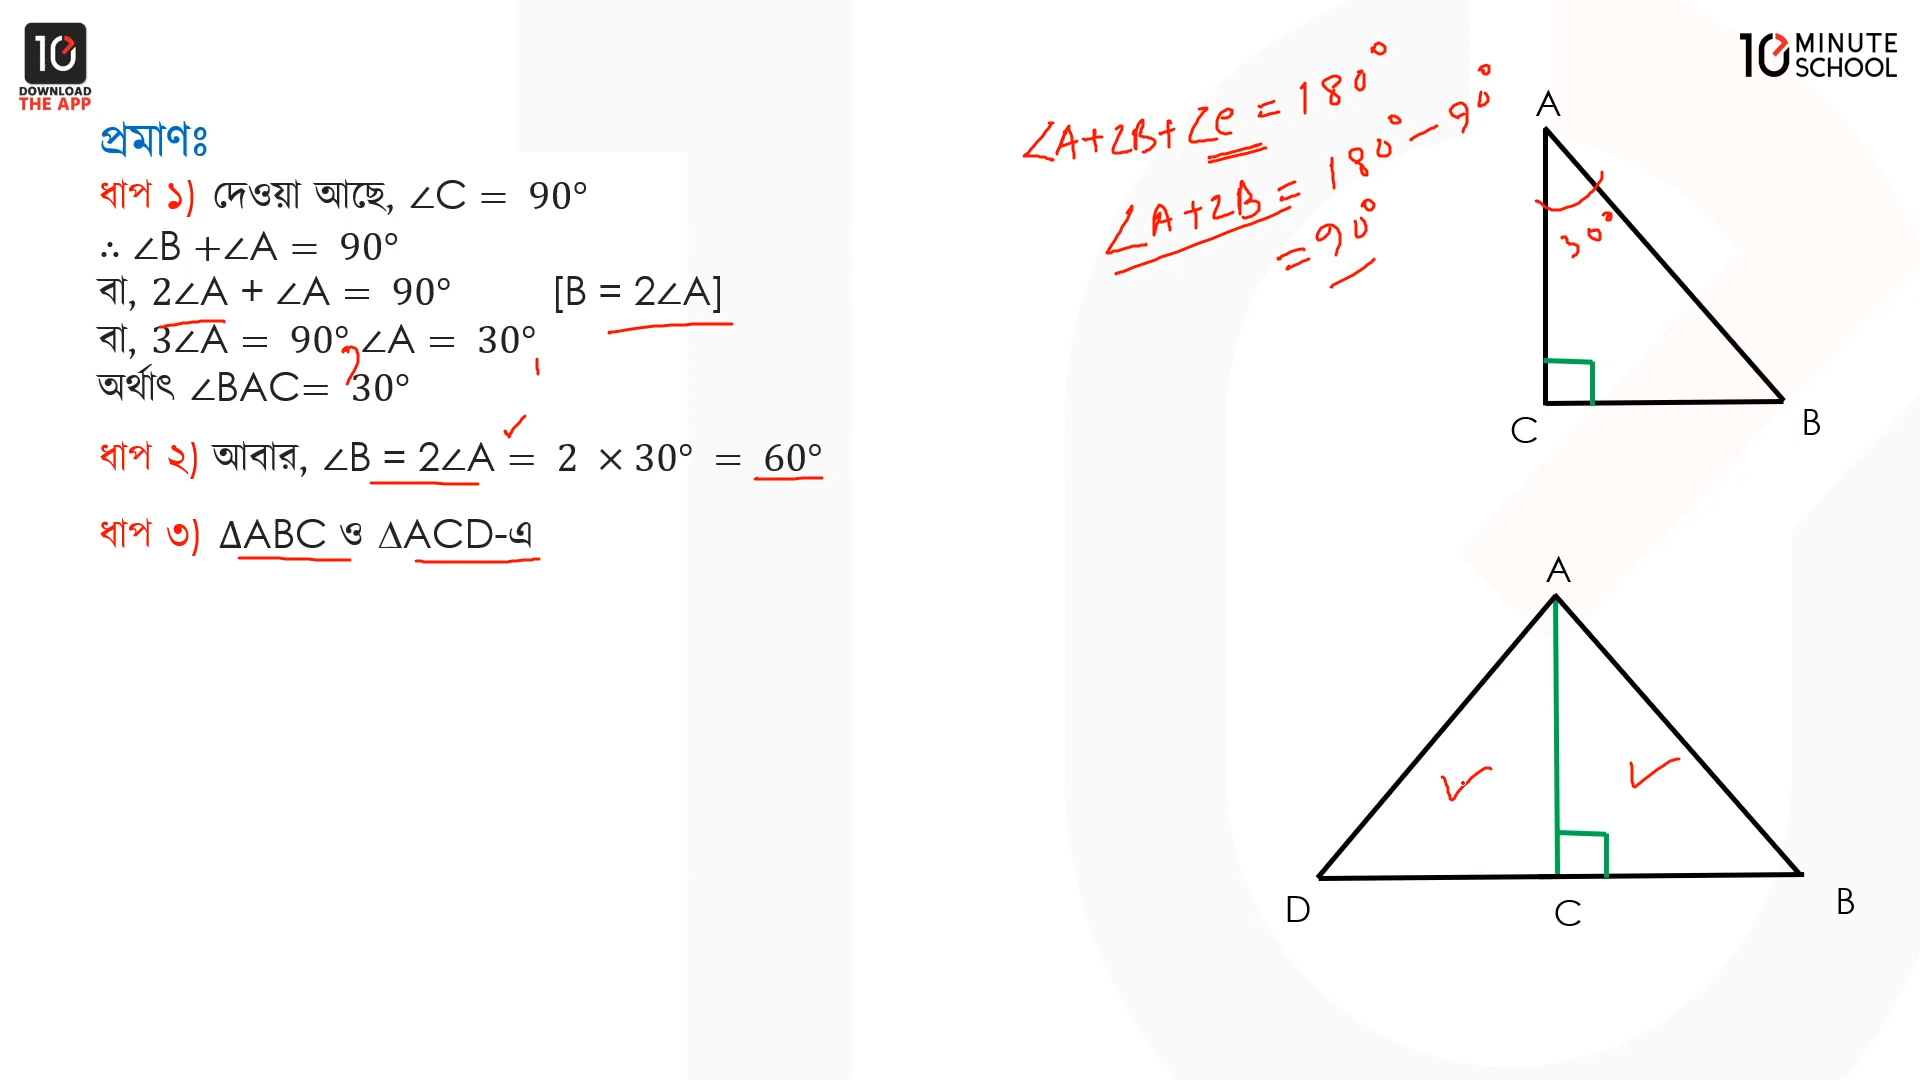 10
DOWNLOAD
THE APP
10 MINUTE
SCHOOL
প্রমাণঃ
ধাপ ১) দেওয়া আছে, ∠C = 90°
∴ ∠B +∠A = 90°
বা, 2∠A + ∠A = 90° [B = 2∠A]
বা, 3∠A = 90° ∠A = 30°
অর্থাৎ ∠BAC= 30°
ধাপ ২) আবার, ∠B = 2∠A = 2 × 30° = 60°
ধাপ ৩) ΔABC ও ΔACD-এ
∠A+∠B+∠C = 180°
∠A+∠B = 180° - 90°
= 90°
A
30°
C
B
A
D
C
B